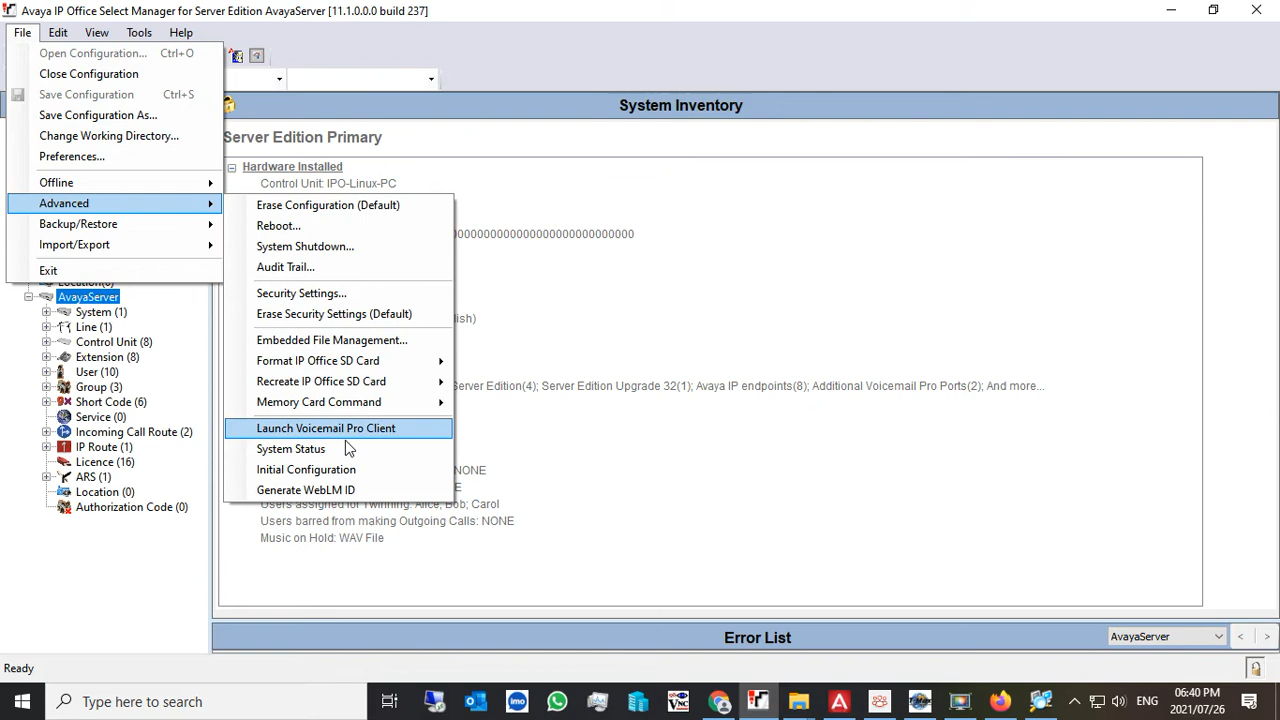 Avaya IP Office Select Manager for Server Edition AvayaServer [11.1.0.0.0 build 237]
File Edit View Tools Help
Open Configuration... Ctrl+O
Close Configuration
Save Configuration Ctrl+S
Save Configuration As...
Change Working Directory...
Preferences...
Offline
Advanced
Backup/Restore
Import/Export
Exit
Erase Configuration (Default)
Reboot...
System Shutdown...
Audit Trail...
Security Settings...
Erase Security Settings (Default)
Embedded File Management...
Format IP Office SD Card
Recreate IP Office SD Card
Memory Card Command
Launch Voicemail Pro Client
System Status
Initial Configuration
Generate WebLM ID
AvayaServer
System (1)
Line (1)
Control Unit (8)
Extension (8)
User (10)
Group (3)
Short Code (6)
Service (0)
Incoming Call Route (2)
IP Route (1)
Licence (16)
ARS (1)
Location (0)
Authorization Code (0)
System Inventory
Server Edition Primary
Hardware Installed
Control Unit: IPO-Linux-PC
Server Edition(4); Server Edition Upgrade 32(1); Avaya IP endpoints(8); Additional Voicemail Pro Ports(2); And more...
NONE
Users assigned for Twinning: Alice; Bob; Carol
Users barred from making Outgoing Calls: NONE
Music on Hold: WAV File
Error List
AvayaServer
Ready
Type here to search
imo
VNC
ENG
06:40 PM
2021/07/26